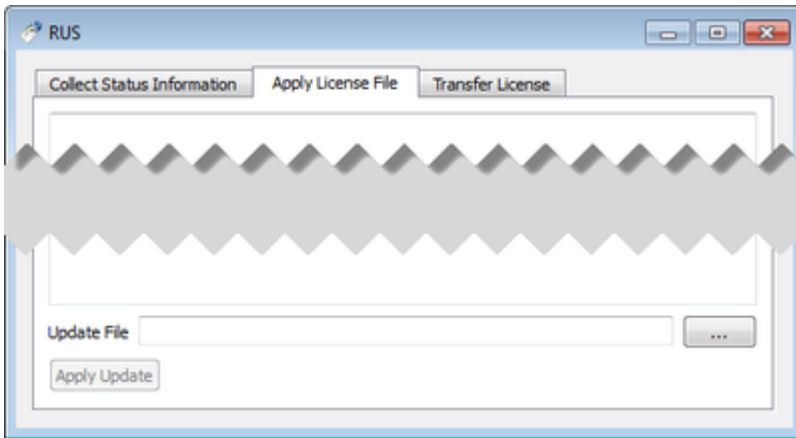 RUS
Collect Status Information Apply License File Transfer License
Update File ...
Apply Update